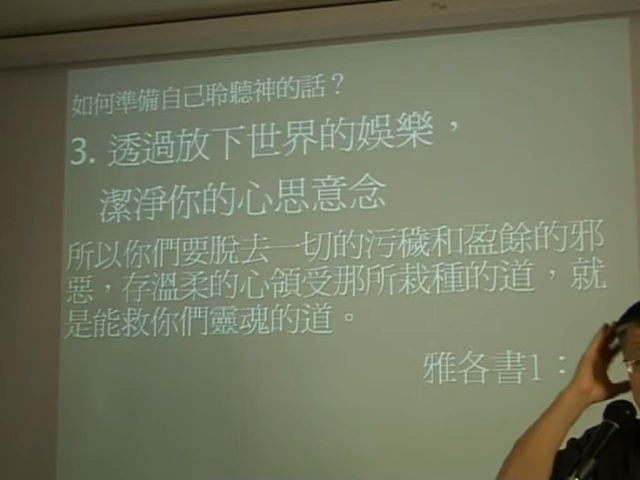 如何準備自己聆聽神的話？
3. 透過放下世界的娛樂，
潔淨你的心思意念
所以你們要脫去一切的污穢和盈餘的邪
惡，存溫柔的心領受那所栽種的道，就
是能救你們靈魂的道。
雅各書1：